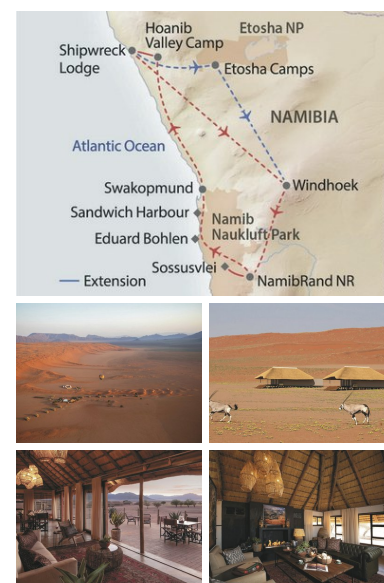 Hoanib
Valley Camp
Etosha NP
Shipwreck
Lodge
Etosha Camps
NAMIBIA
Atlantic Ocean
Swakopmund
Windhoek
Sandwich Harbour
Namib
Naukluft Park
Eduard Bohlen
Sossusvlei
NamibRand NR
Extension